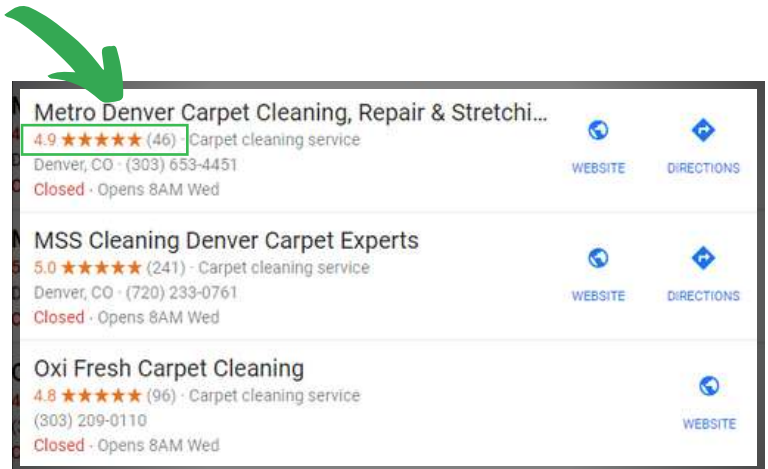 Metro Denver Carpet Cleaning, Repair & Stretchi...
4.9 ★★★★★ (46) · Carpet cleaning service
Denver, CO · (303) 653-4451
Closed · Opens 8AM Wed
WEBSITE
DIRECTIONS
MSS Cleaning Denver Carpet Experts
5.0 ★★★★★ (241) · Carpet cleaning service
Denver, CO · (720) 233-0761
Closed · Opens 8AM Wed
WEBSITE
DIRECTIONS
Oxi Fresh Carpet Cleaning
4.8 ★★★★★ (96) · Carpet cleaning service
(303) 209-0110
Closed · Opens 8AM Wed
WEBSITE